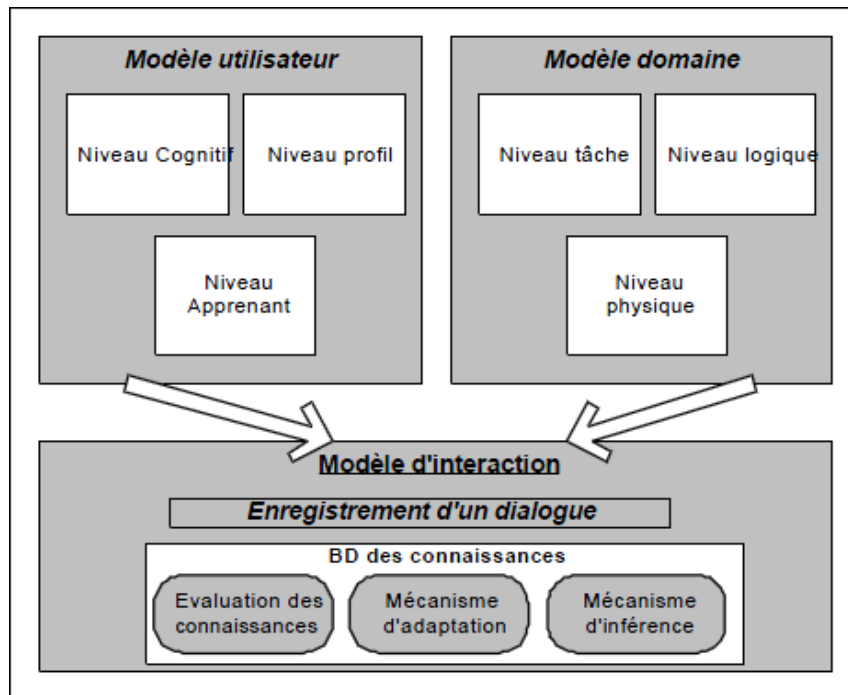 Modèle utilisateur
Niveau Cognitif
Niveau profil
Niveau
Apprenant
Modèle domaine
Niveau tâche
Niveau logique
Niveau
physique
Modèle d'interaction
Enregistrement d'un dialogue
BD des connaissances
Evaluation des
connaissances
Mécanisme
d'adaptation
Mécanisme
d'inférence